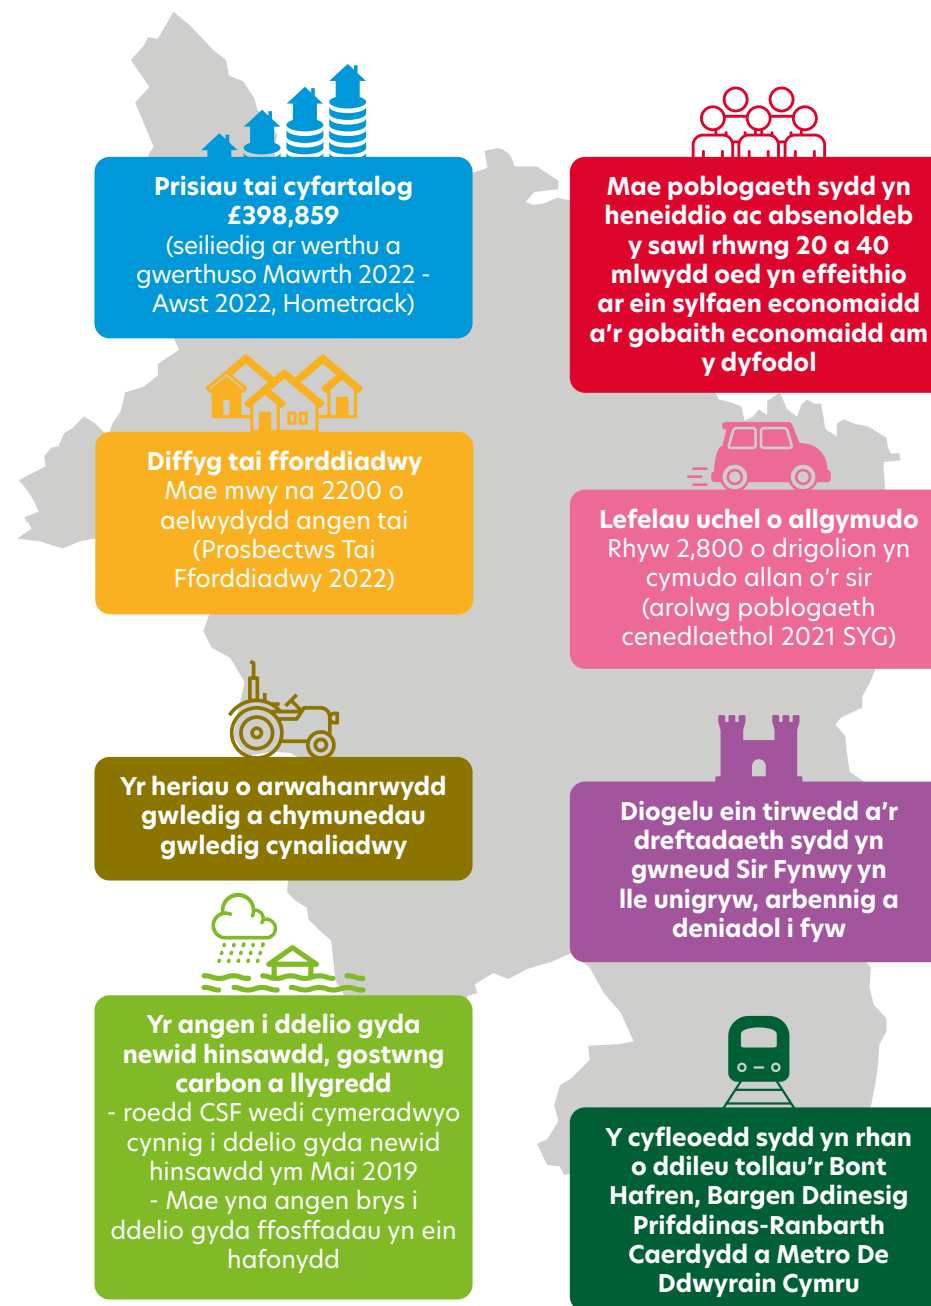 Prisiau tai cyfartalog
£398,859
(seiliedig ar werthu a
gwerthuso Mawrth 2022 -
Awst 2022, Hometrack)
Mae poblogaeth sydd yn
heneiddio ac absenoldeb
y sawl rhwng 20 a 40
mlwydd oed yn effeithio
ar ein sylfaen economaidd
a'r gobaith economaidd am
y dyfodol
Diffyg tai fforddiadwy
Mae mwy na 2200 o
aelwydydd angen tai
(Prosbectws Tai
Fforddiadwy 2022)
Lefelau uchel o allgymudo
Rhyw 2,800 o drigolion yn
cymudo allan o'r sir
(arolwg poblogaeth
cenedlaethol 2021 SYG)
Yr heriau o arwahanrwydd
gwledig a chymunedau
gwledig cynaliadwy
Diogelu ein tirwedd a'r
dreftadaeth sydd yn
gwneud Sir Fynwy yn
lle unigryw, arbennig a
deniadol i fyw
Yr angen i ddelio gyda
newid hinsawdd, gostwng
carbon a llygredd
- roedd CSF wedi cymeradwyo
cynnig i ddelio gyda newid
hinsawdd ym Mai 2019
- Mae yna angen brys i
ddelio gyda ffosffadau yn ein
hafonydd
Y cyfleoedd sydd yn rhan
o ddileu tollau'r Bont
Hafren, Bargen Ddinesig
Prifddinas-Ranbarth
Caerdydd a Metro De
Ddwyrain Cymru